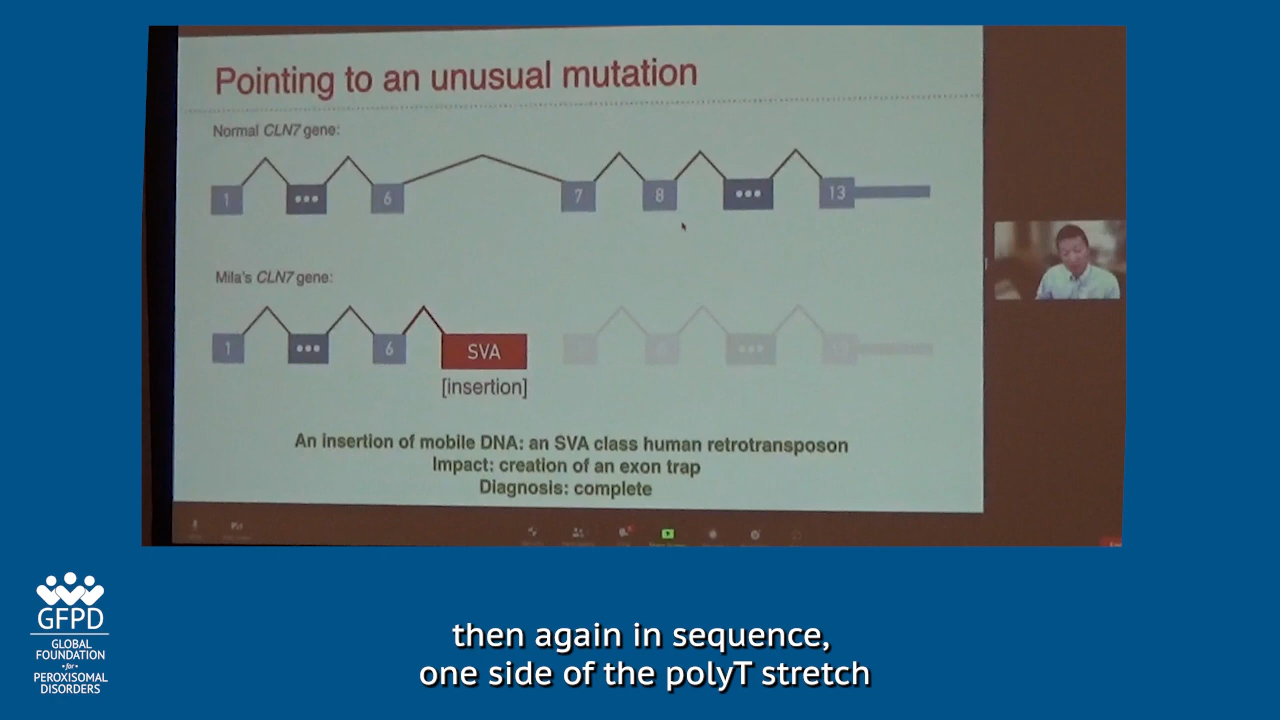 Pointing to an unusual mutation
Normal CLN7 gene:
1 ••• 6 7 8 ••• 13
Mila's CLN7 gene:
1 ••• 6 SVA
[insertion]
An insertion of mobile DNA: an SVA class human retrotransposon
Impact: creation of an exon trap
Diagnosis: complete
GFPD
GLOBAL
FOUNDATION
•for•
PEROXISOMAL
DISORDERS
then again in sequence,
one side of the polyT stretch